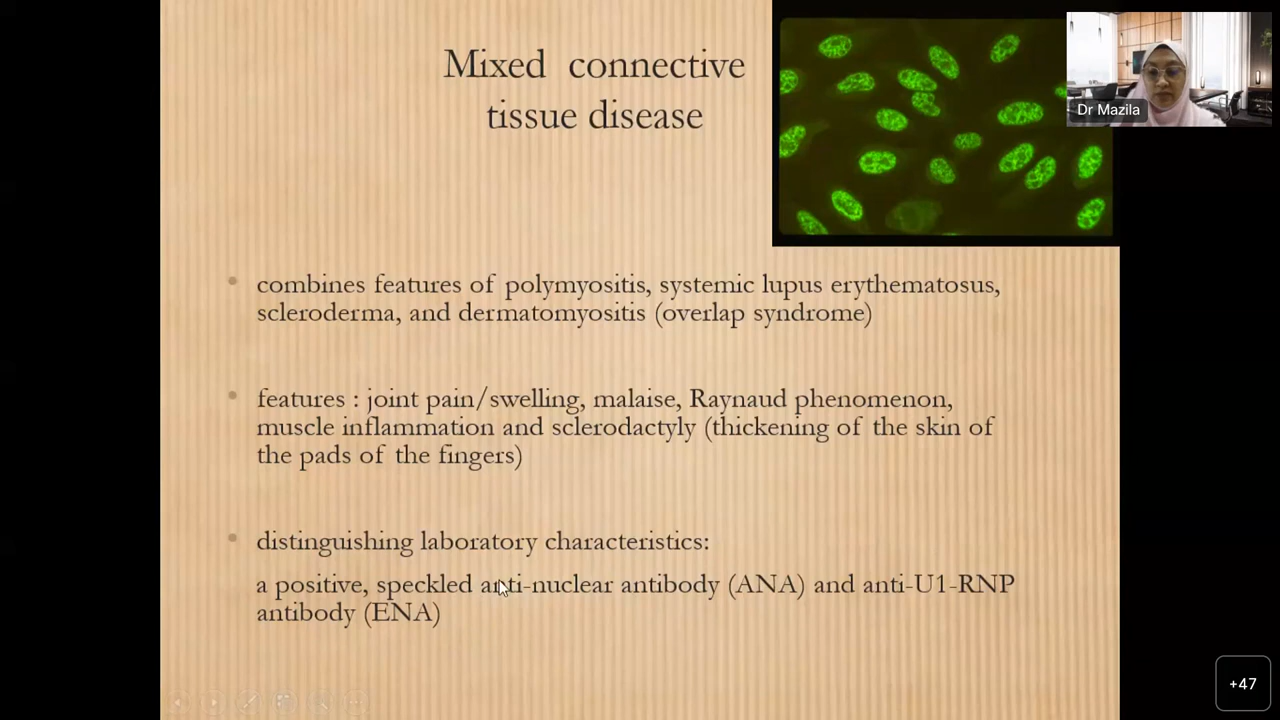 Mixed connective
tissue disease
Dr Mazila
combines features of polymyositis, systemic lupus erythematosus,
scleroderma, and dermatomyositis (overlap syndrome)
features : joint pain/swelling, malaise, Raynaud phenomenon,
muscle inflammation and sclerodactyly (thickening of the skin of
the pads of the fingers)
distinguishing laboratory characteristics:
a positive, speckled anti-nuclear antibody (ANA) and anti-U1-RNP
antibody (ENA)
+47